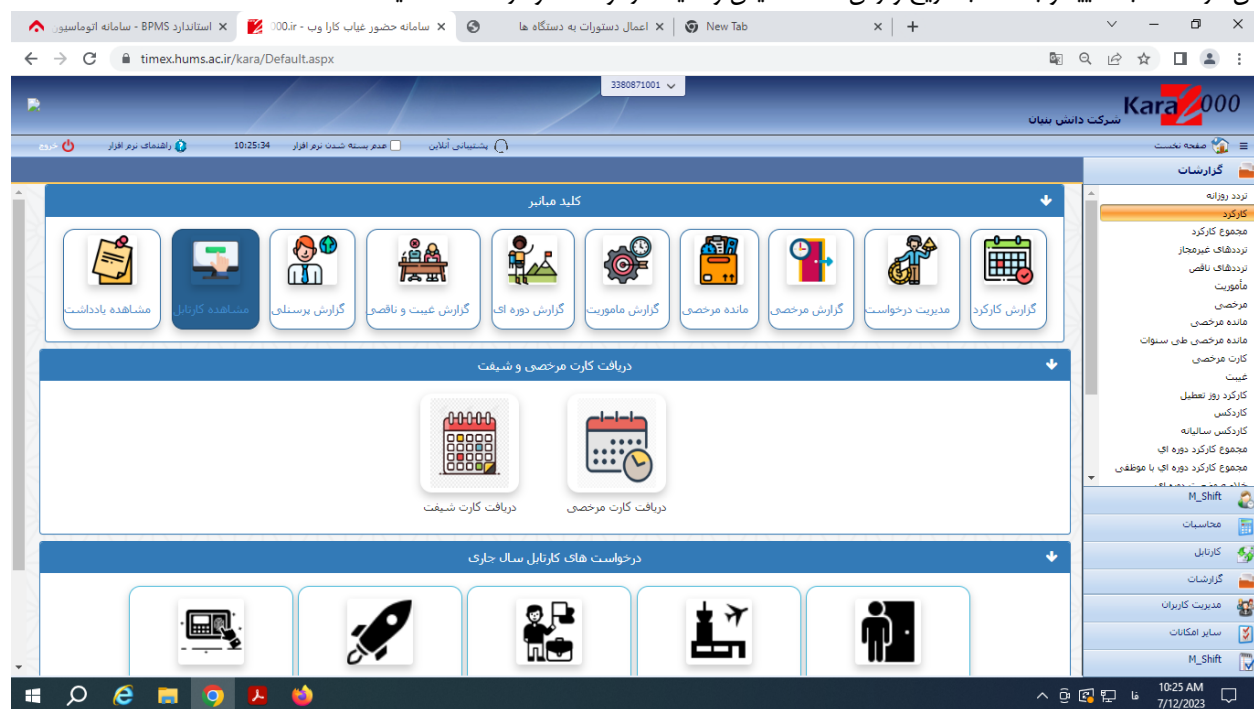 استاندارد BPMS - سامانه اتوماسیون
سامانه حضور غیاب کارا وب - 000.ir
اعمال دستورات به دستگاه ها
New Tab
timex.hums.ac.ir/kara/Default.aspx
3380871001
Kara2000
شرکت دانش بنیان
صفحه نخست
پشتیبانی آنلاین
عدم بسته شدن نرم افزار
10:25:34
راهنمای نرم افزار
خروج
گزارشات
تردد روزانه
کارکرد
مجموع کارکرد
ترددهای غیرمجاز
ترددهای ناقص
مأموریت
مرخصی
مانده مرخصی
مانده مرخصی طی سنوات
کارت مرخصی
غیبت
کارکرد روز تعطیل
کاردکس
کاردکس سالیانه
مجموع کارکرد دوره اي
مجموع کارکرد دوره اي با موظفی
M_Shift
محاسبات
کارتابل
گزارشات
مدیریت کاربران
سایر امکانات
M_Shift
کلید میانبر
گزارش کارکرد
مدیریت درخواست
گزارش مرخصی
مانده مرخصی
گزارش ماموریت
گزارش دوره ای
گزارش غیبت و ناقصی
گزارش پرسنلی
مشاهده کارتابل
مشاهده یادداشت
دریافت کارت مرخصی و شیفت
دریافت کارت مرخصی
دریافت کارت شیفت
درخواست های کارتابل سال جاری
فا
10:25 AM
7/12/2023